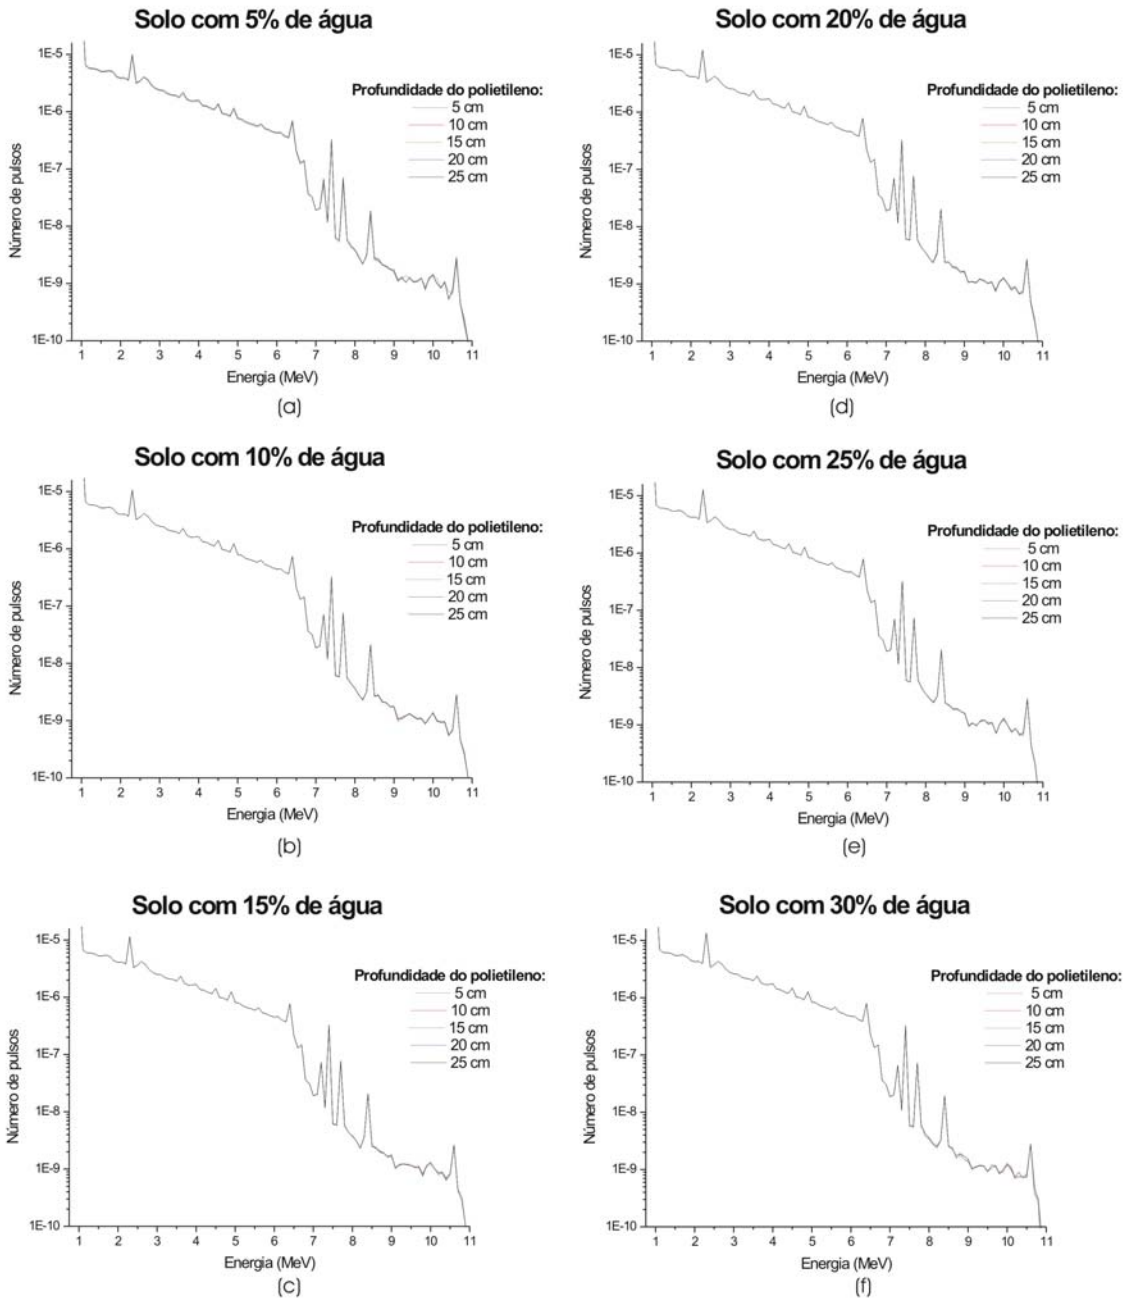 Solo com 5% de água
Número de pulsos
1E-5
1E-6
1E-7
1E-8
1E-9
1E-10
Profundidade do polietileno:
5 cm
10 cm
15 cm
20 cm
25 cm
1 2 3 4 5 6 7 8 9 10 11
Energia (MeV)
(a)
Solo com 20% de água
Número de pulsos
1E-5
1E-6
1E-7
1E-8
1E-9
1E-10
Profundidade do polietileno:
5 cm
10 cm
15 cm
20 cm
25 cm
1 2 3 4 5 6 7 8 9 10 11
Energia (MeV)
(d)
Solo com 10% de água
Número de pulsos
1E-5
1E-6
1E-7
1E-8
1E-9
1E-10
Profundidade do polietileno:
5 cm
10 cm
15 cm
20 cm
25 cm
1 2 3 4 5 6 7 8 9 10 11
Energia (MeV)
(b)
Solo com 25% de água
Número de pulsos
1E-5
1E-6
1E-7
1E-8
1E-9
1E-10
Profundidade do polietileno:
5 cm
10 cm
15 cm
20 cm
25 cm
1 2 3 4 5 6 7 8 9 10 11
Energia (MeV)
(e)
Solo com 15% de água
Número de pulsos
1E-5
1E-6
1E-7
1E-8
1E-9
1E-10
Profundidade do polietileno:
5 cm
10 cm
15 cm
20 cm
25 cm
1 2 3 4 5 6 7 8 9 10 11
Energia (MeV)
(c)
Solo com 30% de água
Número de pulsos
1E-5
1E-6
1E-7
1E-8
1E-9
1E-10
Profundidade do polietileno:
5 cm
10 cm
15 cm
20 cm
25 cm
1 2 3 4 5 6 7 8 9 10 11
Energia (MeV)
(f)